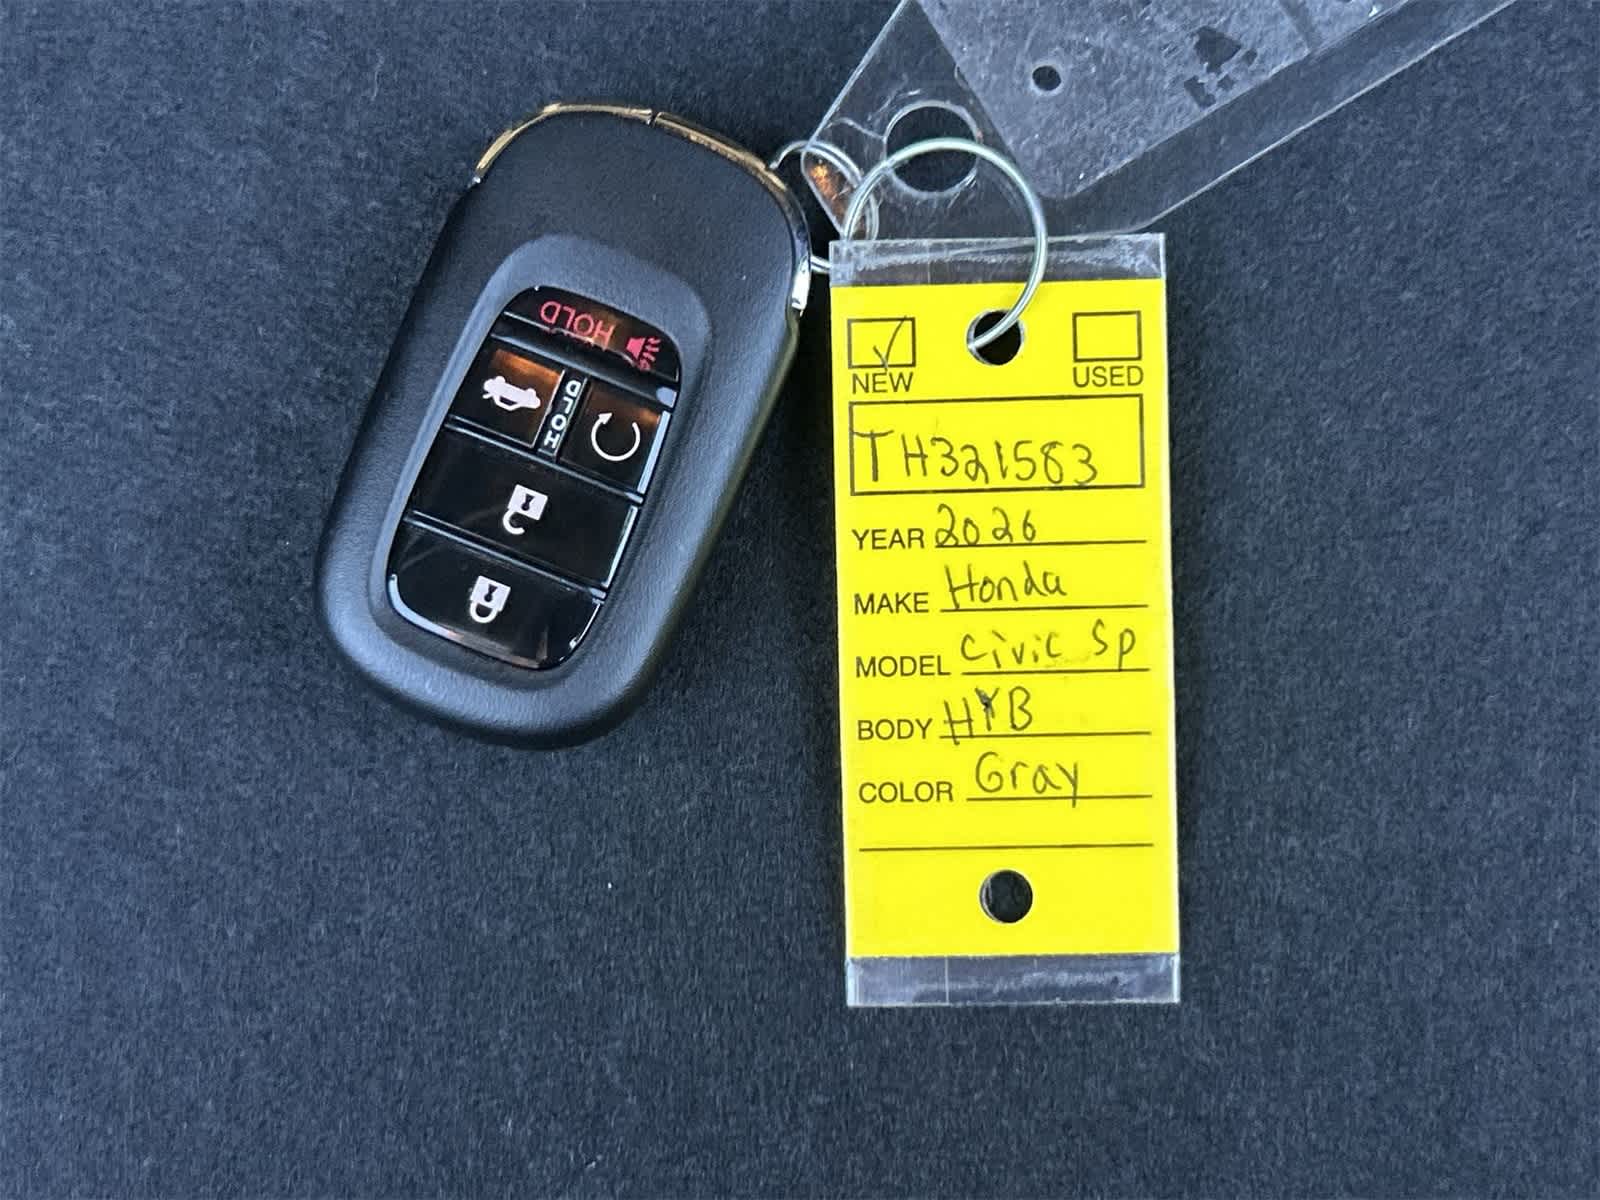 HOLD
HOLD
NEW
USED
TH321583
YEAR 2026
MAKE Honda
MODEL Civic Sp
BODY HYB
COLOR Gray